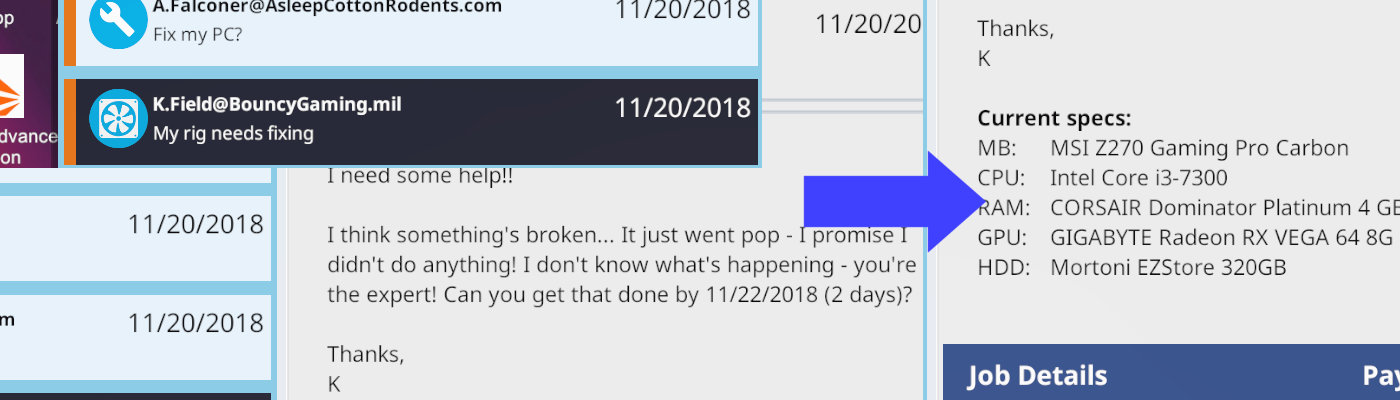 pp
dvance
on
A.Falconer@AsleepCottonRodents.com
11/20/2018
Fix my PC?
K.Field@BouncyGaming.mil
11/20/2018
My rig needs fixing
11/20/2018
m
11/20/2018
11/20/20
I need some help!!
I think something's broken... It just went pop - I promise I
didn't do anything! I don't know what's happening - you're
the expert! Can you get that done by 11/22/2018 (2 days)?
Thanks,
K
Thanks,
K
Current specs:
MB: MSI Z270 Gaming Pro Carbon
CPU: Intel Core i3-7300
RAM: CORSAIR Dominator Platinum 4 GB
GPU: GIGABYTE Radeon RX VEGA 64 8G
HDD: Mortoni EZStore 320GB
Job Details
Pay